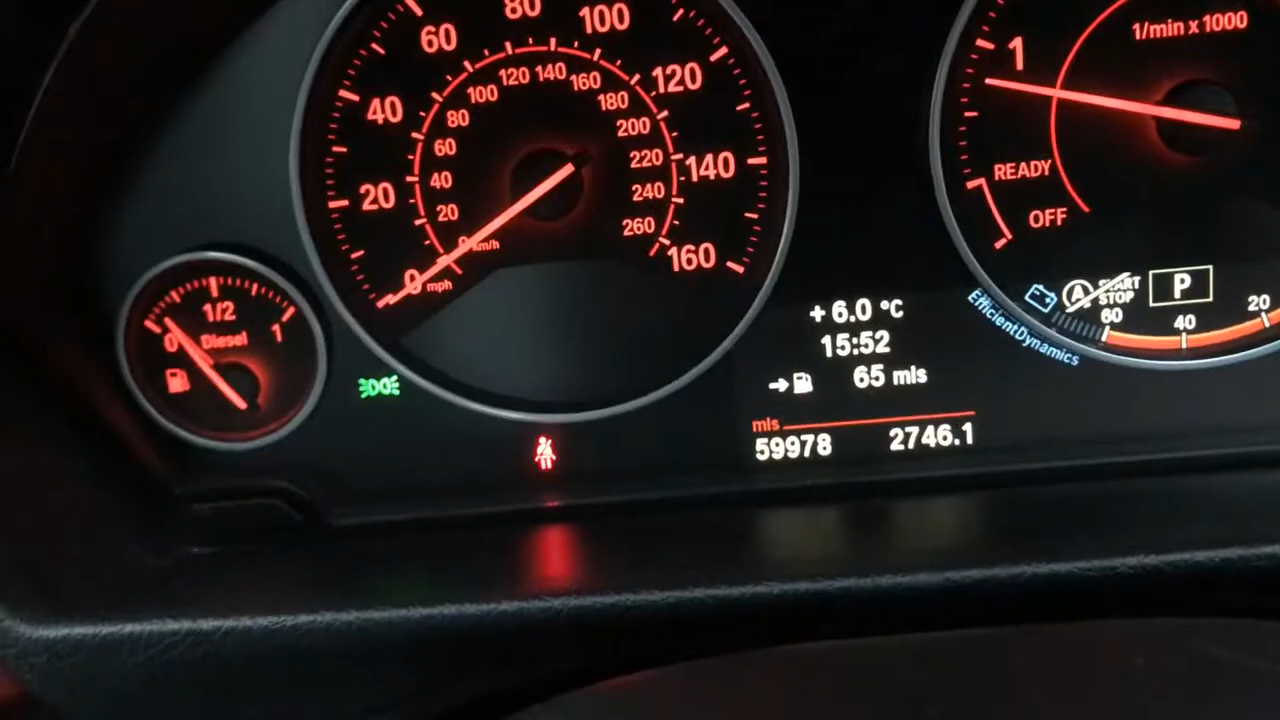 80
60
100
40
120
20
140
0
mph
160
120
140
100
160
80
180
60
200
40
220
20
240
0
km/h
260
1/min x 1000
1
READY
OFF
1/2
0
1
Diesel
+ 6.0 °C
15:52
65 mls
mls
59978
2746.1
A
START
STOP
P
EfficientDynamics
60
40
20